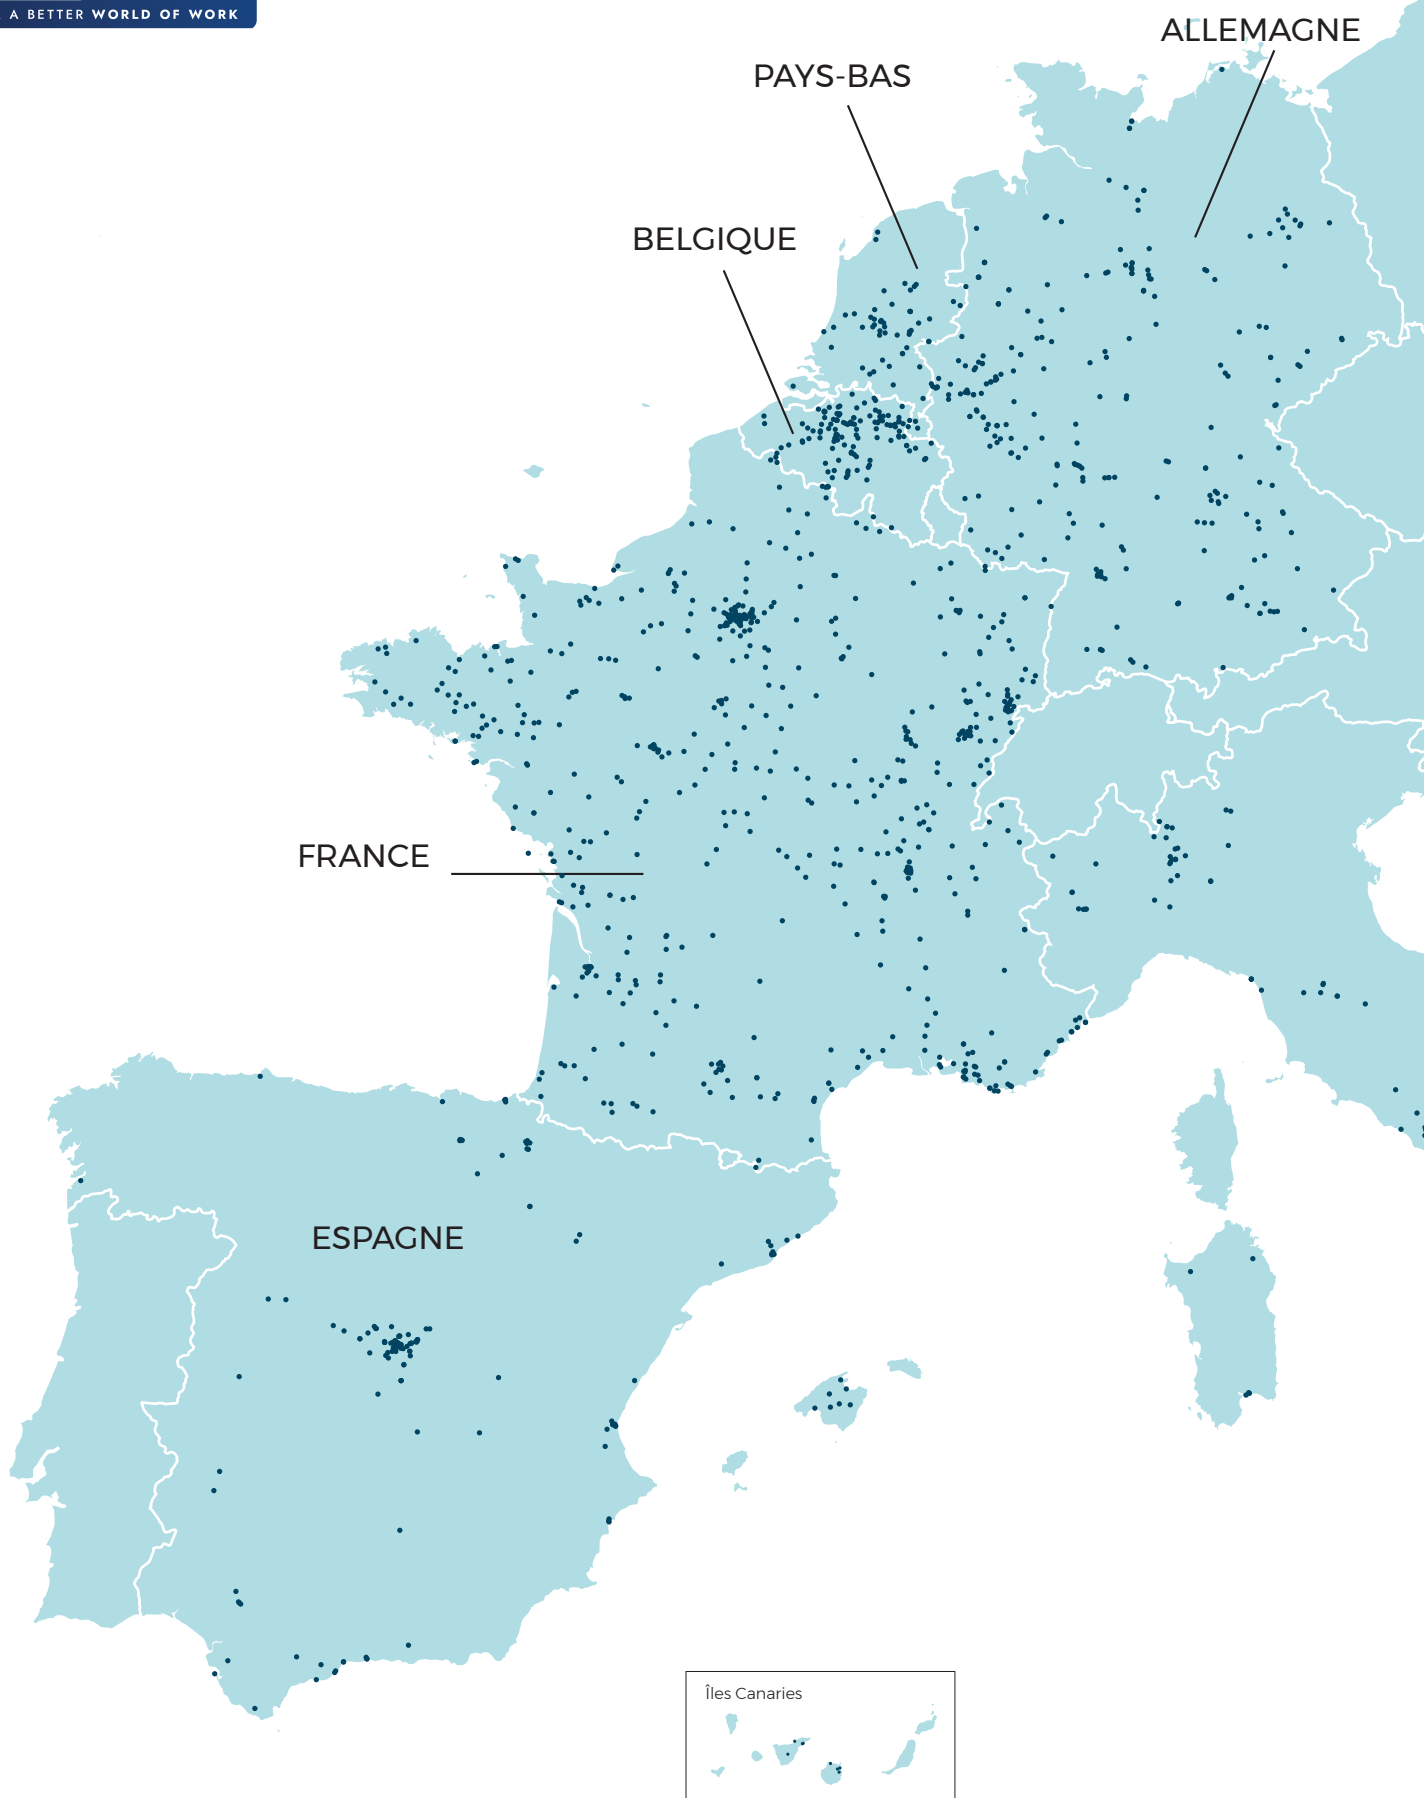 A BETTER WORLD OF WORK
ALLEMAGNE
PAYS-BAS
BELGIQUE
FRANCE
ESPAGNE
Îles Canaries